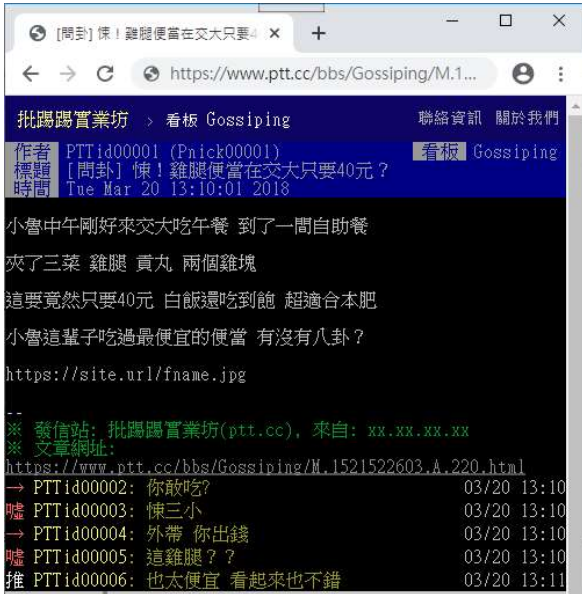 [問卦] 悚！雞腿便當在交大只要4
https://www.ptt.cc/bbs/Gossiping/M.1...
批踢踢實業坊 › 看板 Gossiping 聯絡資訊 關於我們
作者 PTTid00001 (Pnick00001) 看板 Gossiping
標題 [問卦] 悚！雞腿便當在交大只要40元？
時間 Tue Mar 20 13:10:01 2018
小魯中午剛好來交大吃午餐 到了一間自助餐
夾了三菜 雞腿 貢丸 兩個雞塊
這要竟然只要40元 白飯還吃到飽 超適合本肥
小魯這輩子吃過最便宜的便當 有沒有八卦？
https://site.url/fname.jpg
--
※ 發信站: 批踢踢實業坊(ptt.cc), 來自: xx.xx.xx.xx
※ 文章網址:
https://www.ptt.cc/bbs/Gossiping/M.1521522603.A.220.html
→ PTTid00002: 你敢吃? 03/20 13:10
噓 PTTid00003: 悚三小 03/20 13:10
→ PTTid00004: 外帶 你出錢 03/20 13:10
噓 PTTid00005: 這雞腿？？ 03/20 13:10
推 PTTid00006: 也太便宜 看起來也不錯 03/20 13:11